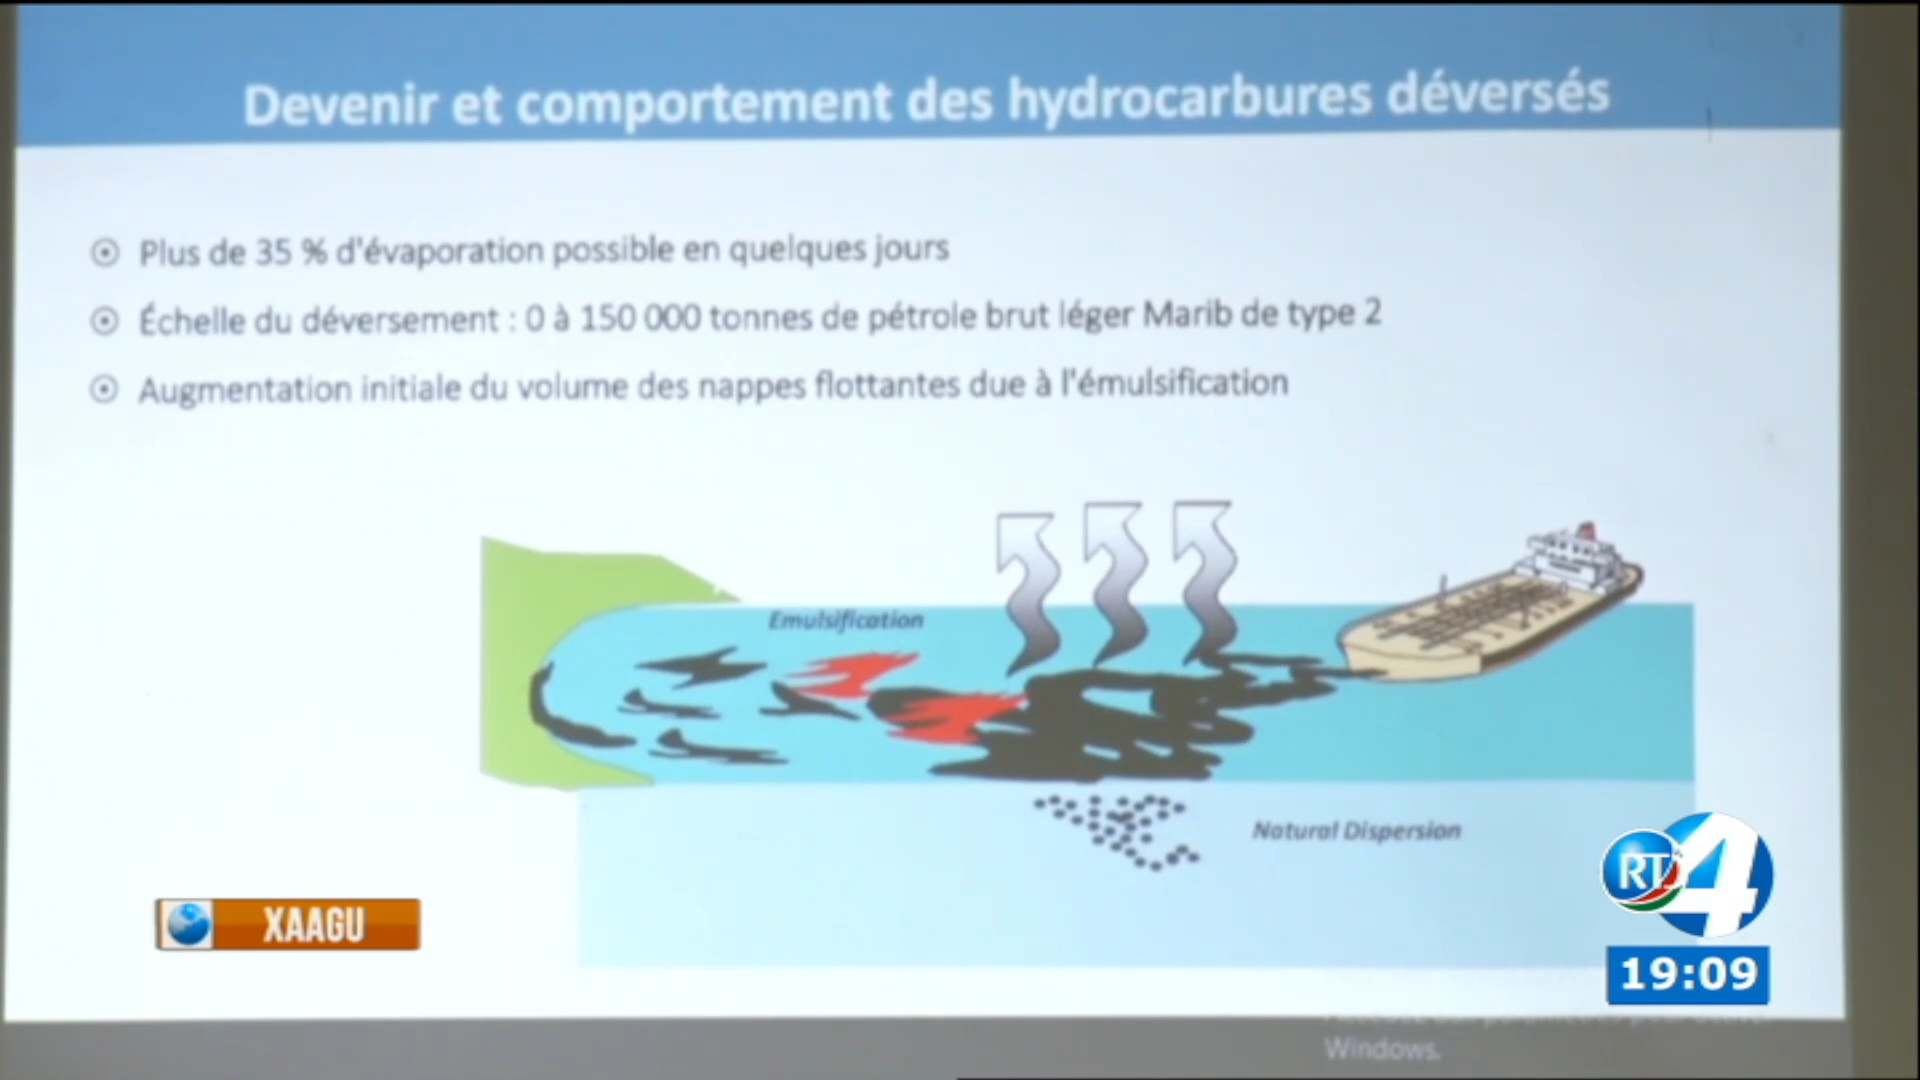 Devenir et comportement des hydrocarbures déversés
Plus de 35 % d'évaporation possible en quelques jours
Échelle du déversement : 0 à 150 000 tonnes de pétrole brut léger Marib de type 2
Augmentation initiale du volume des nappes flottantes due à l'émulsification
Emulsification
Natural Dispersion
XAAGU
RTD
4
19:09
Windows.